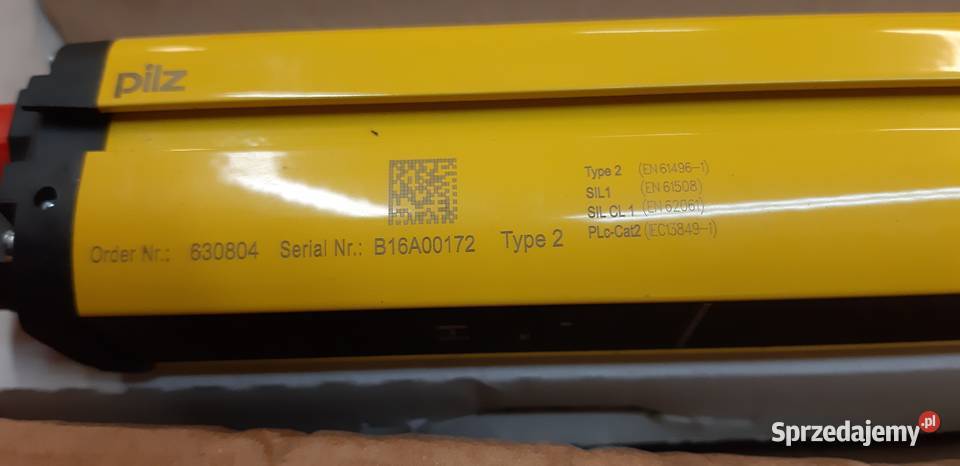 pilz
Type 2 (EN 61496-1)
SIL1 (EN 61508)
SIL CL 1 (EN 62061)
PLc-Cat2 (IEC13849-1)
Order Nr.: 630804 Serial Nr.: B16A00172 Type 2
Sprzedajemy.pl